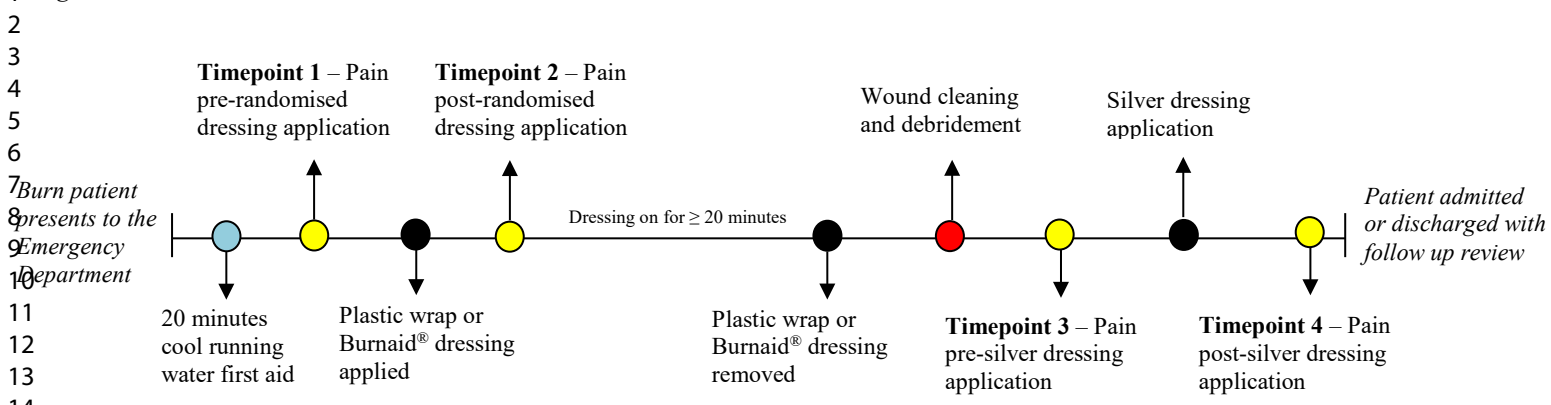 2
3
4
5
6
7
8
9
10
11
12
13
Timepoint 1 – Pain
pre-randomised
dressing application
Timepoint 2 – Pain
post-randomised
dressing application
Wound cleaning
and debridement
Silver dressing
application
Burn patient
presents to the
Emergency
Department
Dressing on for ≥ 20 minutes
Patient admitted
or discharged with
follow up review
20 minutes
cool running
water first aid
Plastic wrap or
Burnaid® dressing
applied
Plastic wrap or
Burnaid® dressing
removed
Timepoint 3 – Pain
pre-silver dressing
application
Timepoint 4 – Pain
post-silver dressing
application